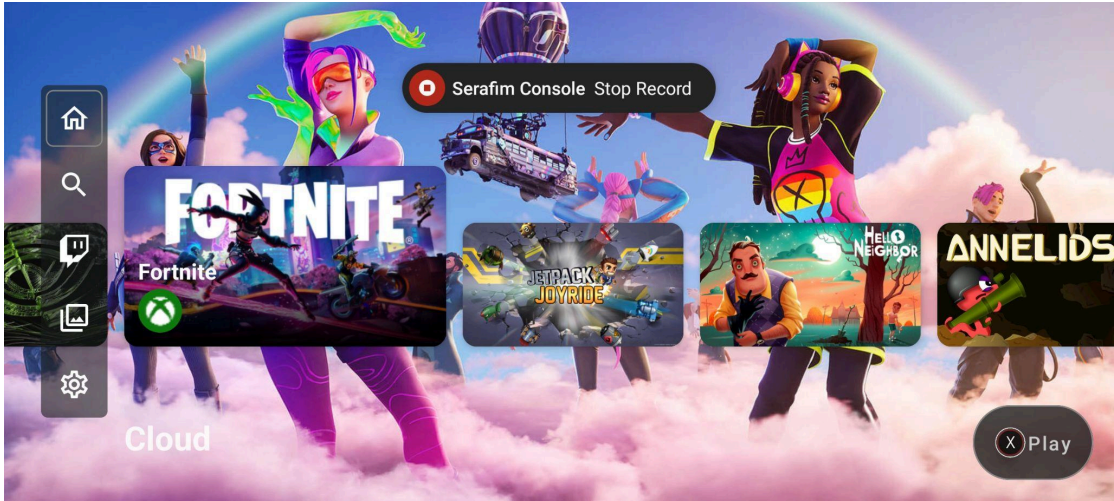 Serafim Console Stop Record
FORTNITE
Fortnite
JETPACK
JOYRIDE
HELLO
NEIGHBOR
ANNELIDS
Cloud
X Play